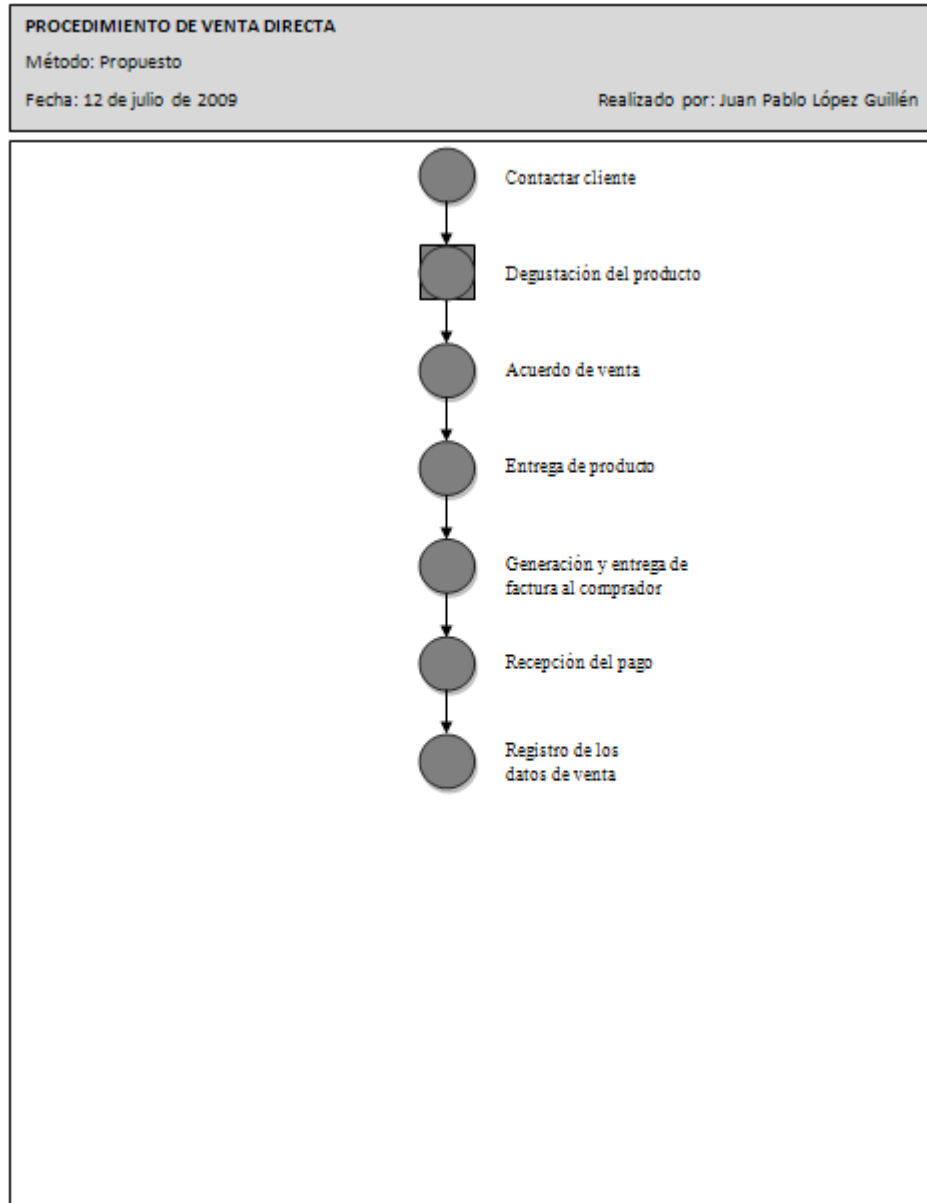 PROCEDIMIENTO DE VENTA DIRECTA
Método: Propuesto
Fecha: 12 de julio de 2009 Realizado por: Juan Pablo López Guillén
Contactar cliente
Degustación del producto
Acuerdo de venta
Entrega de producto
Generación y entrega de
factura al comprador
Recepción del pago
Registro de los
datos de venta